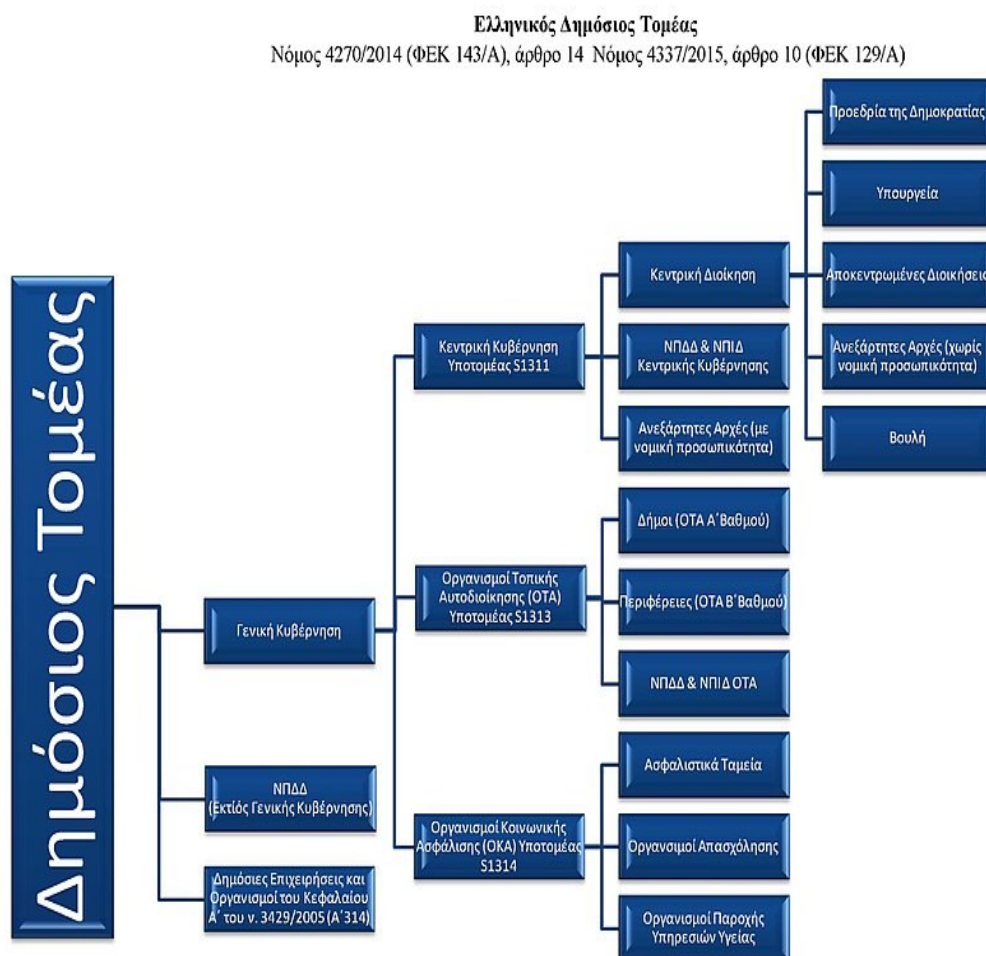 Ελληνικός Δημόσιος Τομέας
Νόμος 4270/2014 (ΦΕΚ 143/Α), άρθρο 14 Νόμος 4337/2015, άρθρο 10 (ΦΕΚ 129/Α)
Δημόσιος Τομέας
Γενική Κυβέρνηση
ΝΠΔΔ
(Εκτίός Γενικής Κυβέρνησης)
Δημόσιες Επιχειρήσεις και
Οργανισμοί του Κεφαλαίου
Α΄ του ν. 3429/2005 (Α΄314)
Κεντρική Κυβέρνηση
Υποτομέας S1311
Οργανισμοί Τοπικής
Αυτοδιοίκησης (ΟΤΑ)
Υποτομέας S1313
Οργανισμοί Κοινωνικής
Ασφάλισης (ΟΚΑ) Υποτομέας
S1314
Κεντρική Διοίκηση
ΝΠΔΔ & ΝΠΙΔ
Κεντρικής Κυβέρνησης
Ανεξάρτητες Αρχές (με
νομική προσωπικότητα)
Δήμοι (ΟΤΑ Α΄Βαθμού)
Περιφέρειες (ΟΤΑ Β΄Βαθμού)
ΝΠΔΔ & ΝΠΙΔ ΟΤΑ
Ασφαλιστικά Ταμεία
Οργανσιμοί Απασχόλησης
Οργανισμοί Παροχής
Υπηρεσιών Υγείας
Προεδρία της Δημοκρατίας
Υπουργεία
Αποκεντρωμένες Διοικήσεις
Ανεξάρτητες Αρχές (χωρίς
νομική προσωπικότητα)
Βουλή